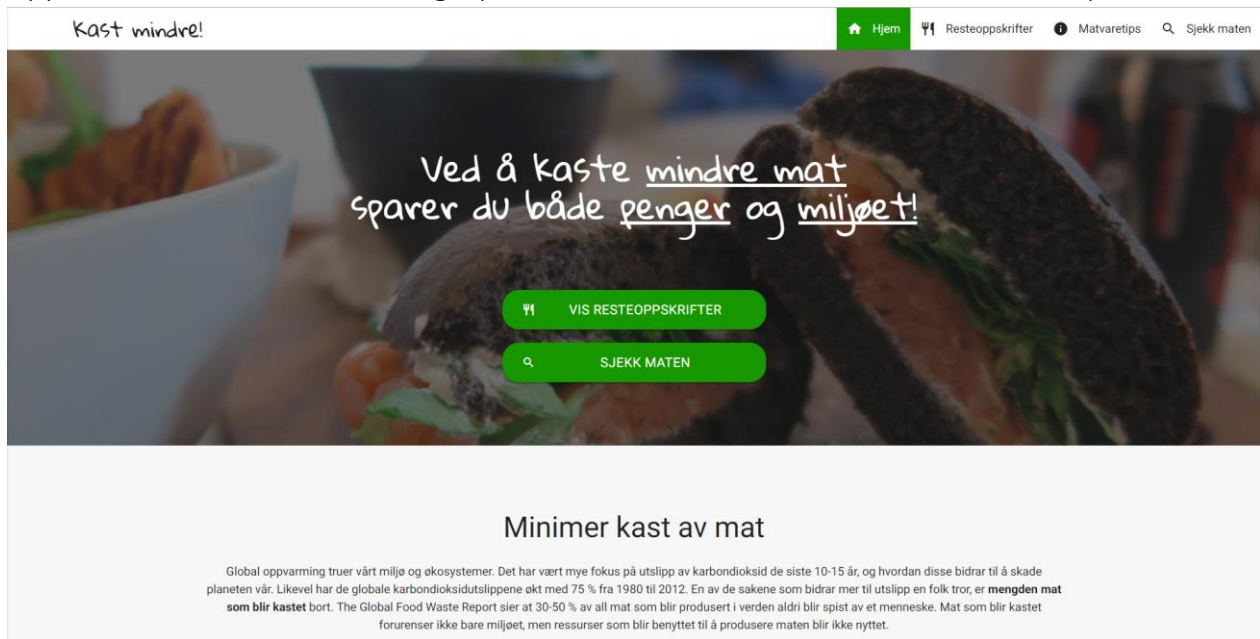 Kast mindre!
Hjem
Resteoppskrifter
Matvaretips
Sjekk maten
Ved å kaste mindre mat
sparer du både penger og miljøet!
VIS RESTEOPPSKRIFTER
SJEKK MATEN
Minimer kast av mat
Global oppvarming truer vårt miljø og økosystemer. Det har vært mye fokus på utslipp av karbondioksid de siste 10-15 år, og hvordan disse bidrar til å skade
planeten vår. Likevel har de globale karbondioksidutslippene økt med 75 % fra 1980 til 2012. En av de sakene som bidrar mer til utslipp en folk tror, er mengden mat
som blir kastet bort. The Global Food Waste Report sier at 30-50 % av all mat som blir produsert i verden aldri blir spist av et menneske. Mat som blir kastet
forurenser ikke bare miljøet, men ressurser som blir benyttet til å produsere maten blir ikke nyttet.